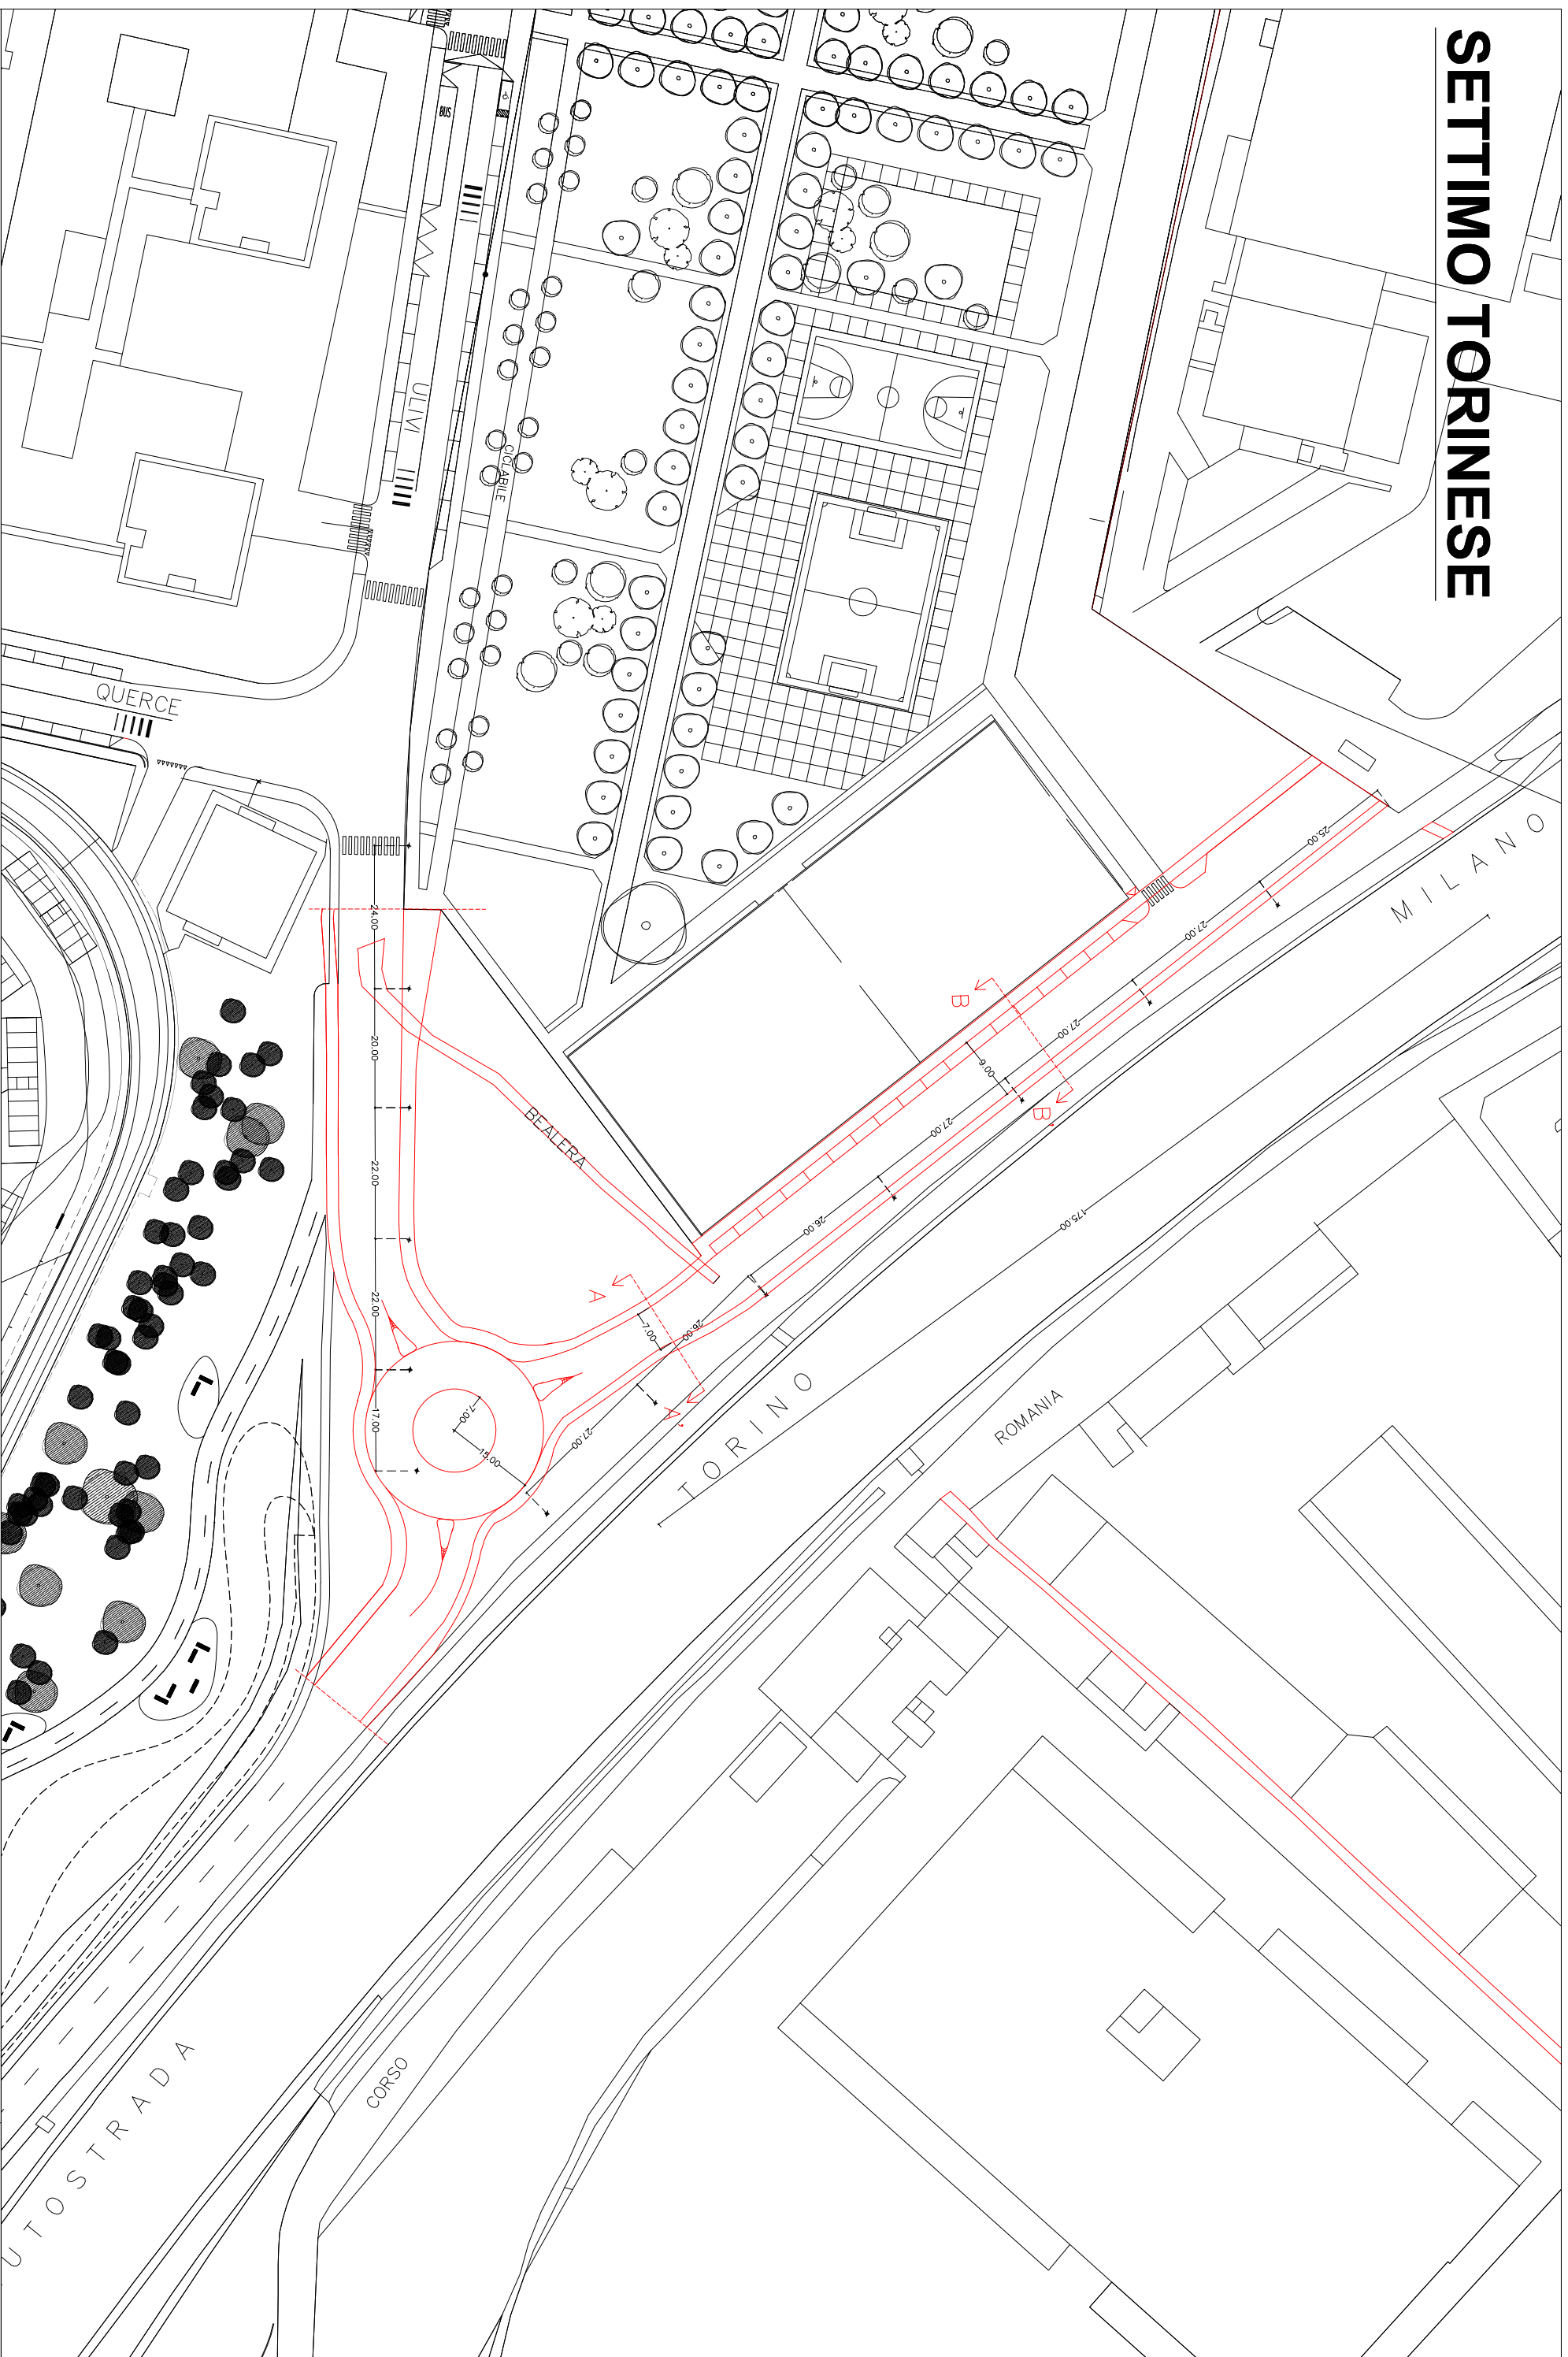 SETTIMO TORINESE
BUS
ULIVI
CICLABILE
QUERCE
MILANO
25.00
27.00
B
27.00
9.00
B'
27.00
24.00
20.00
BEALERA
22.00
26.00
175.00
A
22.00
7.00
26.00
A'
TORINO
ROMANIA
7.00
17.00
15.00
27.00
CORSO
UTOSTRADA